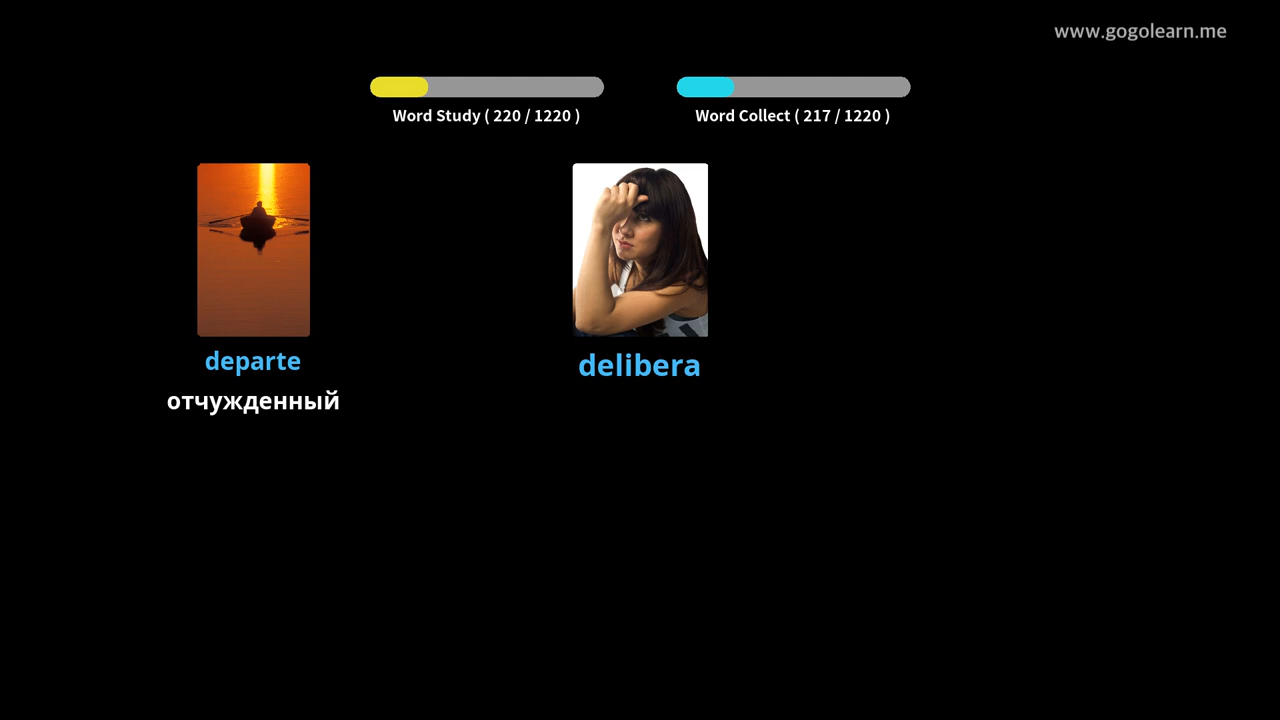 www.gogolearn.me
Word Study ( 220 / 1220 )
Word Collect ( 217 / 1220 )
departe
отчужденный
delibera